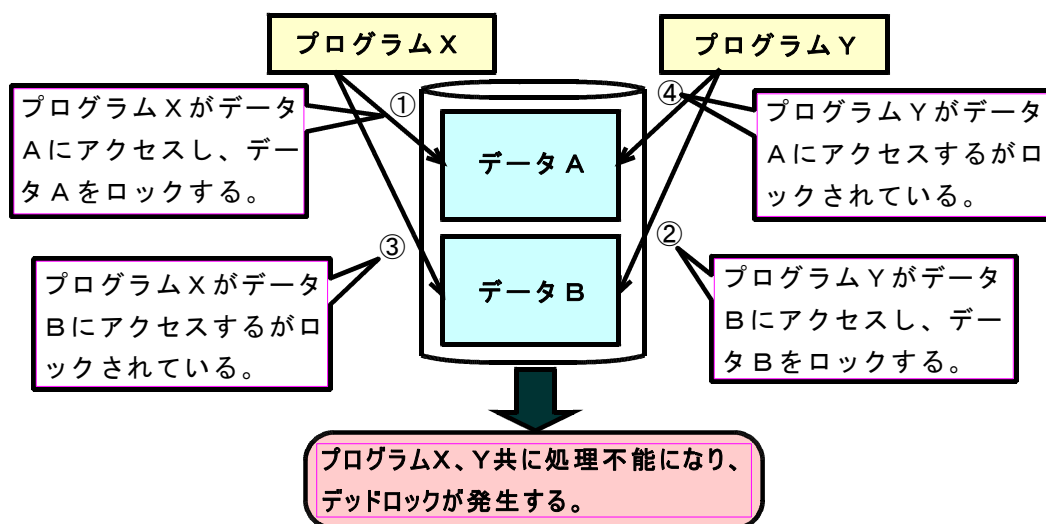 プログラムX
プログラムY
①
プログラムXがデータ
Aにアクセスし、デー
タAをロックする。
④
プログラムYがデータ
Aにアクセスするがロ
ックされている。
データA
③
プログラムXがデータ
Bにアクセスするがロ
ックされている。
②
プログラムYがデータ
Bにアクセスし、デー
タBをロックする。
データB
プログラムX、Y共に処理不能になり、
デッドロックが発生する。